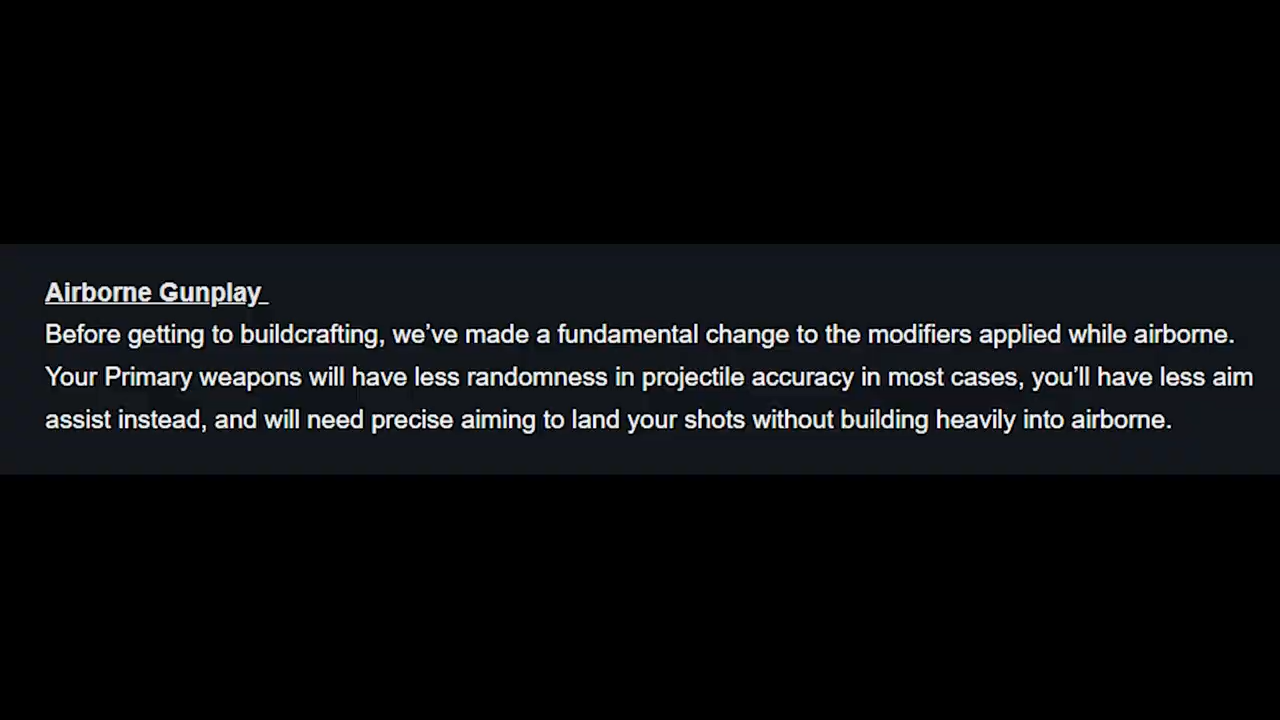 Airborne Gunplay
Before getting to buildcrafting, we’ve made a fundamental change to the modifiers applied while airborne.
Your Primary weapons will have less randomness in projectile accuracy in most cases, you’ll have less aim
assist instead, and will need precise aiming to land your shots without building heavily into airborne.